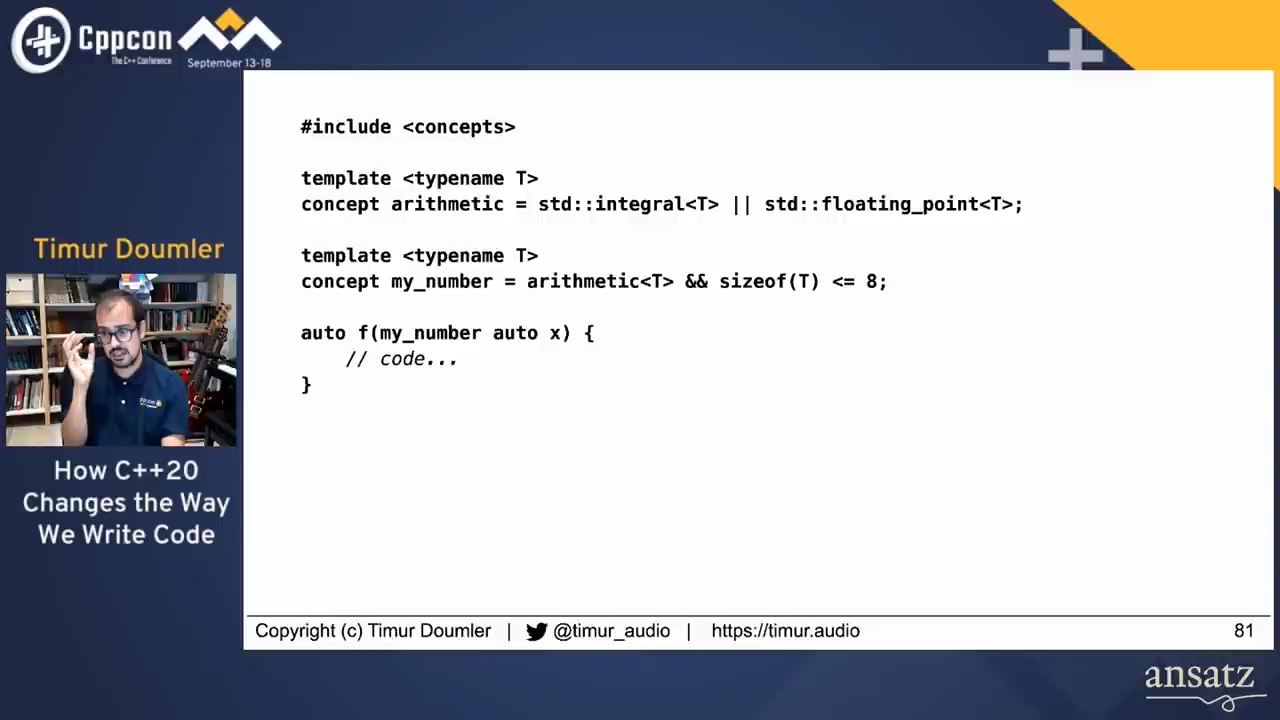 Cppcon
The C++ Conference
September 13-18
#include <concepts>
template <typename T>
concept arithmetic = std::integral<T> || std::floating_point<T>;
template <typename T>
concept my_number = arithmetic<T> && sizeof(T) <= 8;
auto f(my_number auto x) {
// code...
}
Timur Doumler
How C++20
Changes the Way
We Write Code
Copyright (c) Timur Doumler | @timur_audio | https://timur.audio
81
ansatz